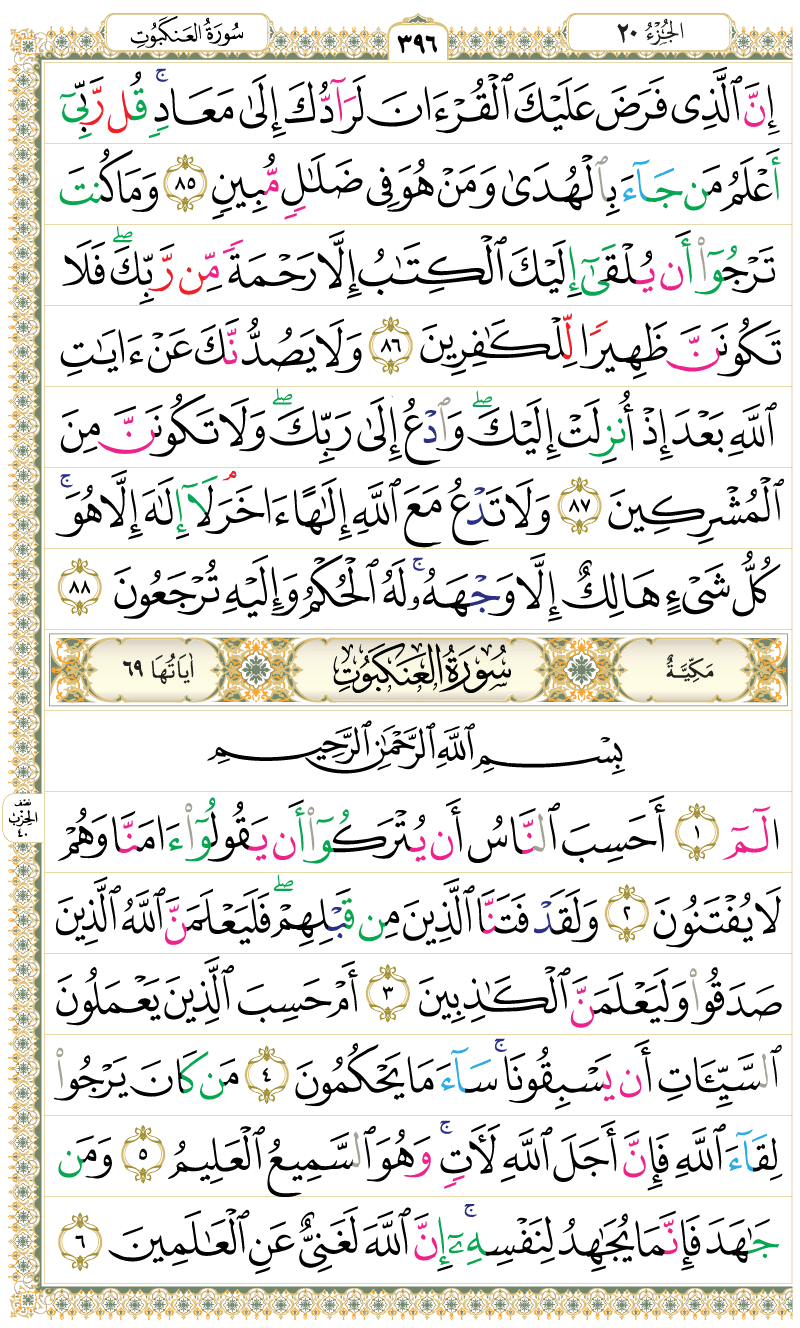 سُورَةُ العَنكَبُوتِ ٣٩٦ الجُزْءُ ٢٠
إِنَّ ٱلَّذِى فَرَضَ عَلَيْكَ ٱلْقُرْءَانَ لَرَآدُّكَ إِلَىٰ مَعَادٍ ۚ قُل رَّبِّىٓ
أَعْلَمُ مَن جَآءَ بِٱلْهُدَىٰ وَمَنْ هُوَ فِى ضَلَٰلٍ مُّبِينٍ ٨٥ وَمَا كُنتَ
تَرْجُوٓا۟ أَن يُلْقَىٰٓ إِلَيْكَ ٱلْكِتَٰبُ إِلَّا رَحْمَةً مِّن رَّبِّكَ ۖ فَلَا
تَكُونَنَّ ظَهِيرًا لِّلْكَٰفِرِينَ ٨٦ وَلَا يَصُدُّنَّكَ عَنْ ءَايَٰتِ
ٱللَّهِ بَعْدَ إِذْ أُنزِلَتْ إِلَيْكَ ۖ وَٱدْعُ إِلَىٰ رَبِّكَ ۖ وَلَا تَكُونَنَّ مِنَ
ٱلْمُشْرِكِينَ ٨٧ وَلَا تَدْعُ مَعَ ٱللَّهِ إِلَٰهًا ءَاخَرَ ۘ لَآ إِلَٰهَ إِلَّا هُوَ ۚ
كُلُّ شَىْءٍ هَالِكٌ إِلَّا وَجْهَهُۥ ۚ لَهُ ٱلْحُكْمُ وَإِلَيْهِ تُرْجَعُونَ ٨٨
مَكِّيَّةٌ سُورَةُ العَنكَبُوتِ اٰيَاتُهَا ٦٩
بِسْمِ ٱللَّهِ ٱلرَّحْمَٰنِ ٱلرَّحِيمِ
الٓمٓ ١ أَحَسِبَ ٱلنَّاسُ أَن يُتْرَكُوٓا۟ أَن يَقُولُوٓا۟ ءَامَنَّا وَهُمْ
نصف
الحِزْب
٤٠
لَا يُفْتَنُونَ ٢ وَلَقَدْ فَتَنَّا ٱلَّذِينَ مِن قَبْلِهِمْ ۖ فَلَيَعْلَمَنَّ ٱللَّهُ ٱلَّذِينَ
صَدَقُوا۟ وَلَيَعْلَمَنَّ ٱلْكَٰذِبِينَ ٣ أَمْ حَسِبَ ٱلَّذِينَ يَعْمَلُونَ
ٱلسَّيِّـَٔاتِ أَن يَسْبِقُونَا ۚ سَآءَ مَا يَحْكُمُونَ ٤ مَن كَانَ يَرْجُوا۟
لِقَآءَ ٱللَّهِ فَإِنَّ أَجَلَ ٱللَّهِ لَـَٔاتٍ ۚ وَهُوَ ٱلسَّمِيعُ ٱلْعَلِيمُ ٥ وَمَن
جَٰهَدَ فَإِنَّمَا يُجَٰهِدُ لِنَفْسِهِۦٓ ۚ إِنَّ ٱللَّهَ لَغَنِىٌّ عَنِ ٱلْعَٰلَمِينَ ٦